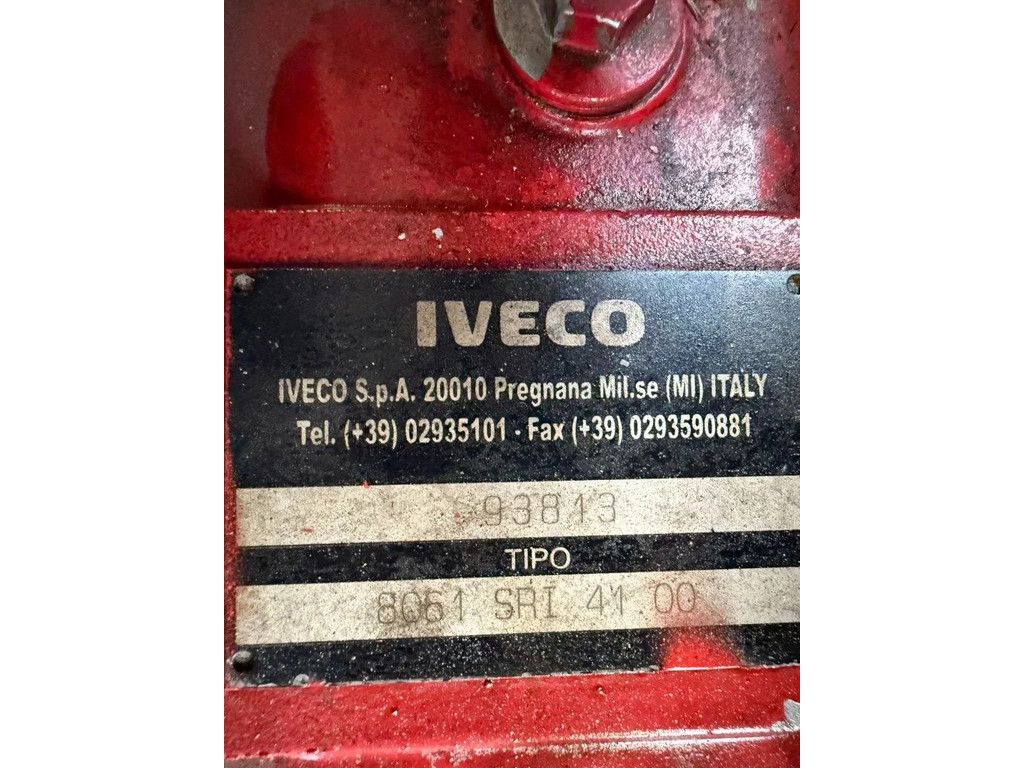 IVECO
IVECO S.p.A. 20010 Pregnana Mil.se (MI) ITALY
Tel. (+39) 02935101 - Fax (+39) 0293590881
93813
TIPO
8061 SRI 41.00